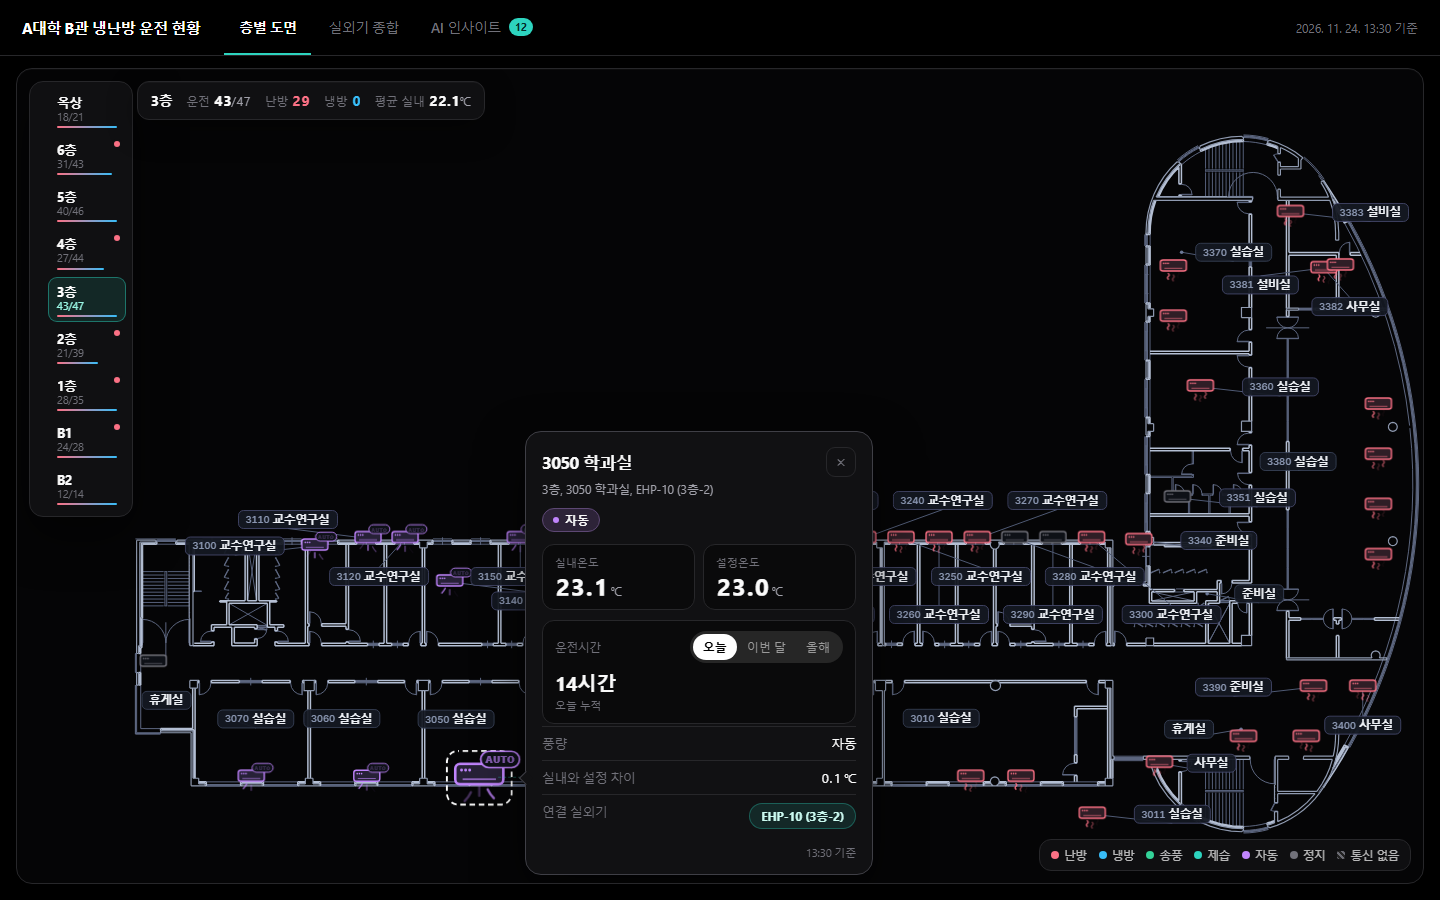 A대학 B관 냉난방 운전 현황
층별 도면
실외기 종합
AI 인사이트 12
2026. 11. 24. 13:30 기준
옥상
18/21
6층
31/43
5층
40/46
4층
27/44
3층
43/47
2층
21/39
1층
28/35
B1
24/28
B2
12/14
3층 운전 43/47 난방 29 냉방 0 평균 실내 22.1℃
3383 설비실
3370 실습실
3381 설비실
3382 사무실
3360 실습실
3380 실습실
3351 실습실
3340 준비실
준비실
3240 교수연구실
3270 교수연구실
3110 교수연구실
3100 교수연구실
3120 교수연구실
3150 교수
3140
연구실
3250 교수연구실
3280 교수연구실
3260 교수연구실
3290 교수연구실
3300 교수연구실
휴게실
3070 실습실
3060 실습실
3050 실습실
3010 실습실
3390 준비실
3400 사무실
휴게실
사무실
3011 실습실
AUTO
AUTO
AUTO
AUTO
AUTO
AUTO
3050 학과실
×
3층, 3050 학과실, EHP-10 (3층-2)
자동
실내온도
23.1℃
설정온도
23.0℃
운전시간
오늘 이번 달 올해
14시간
오늘 누적
풍량 자동
실내와 설정 차이 0.1℃
연결 실외기 EHP-10 (3층-2)
13:30 기준
난방 냉방 송풍 제습 자동 정지 통신 없음